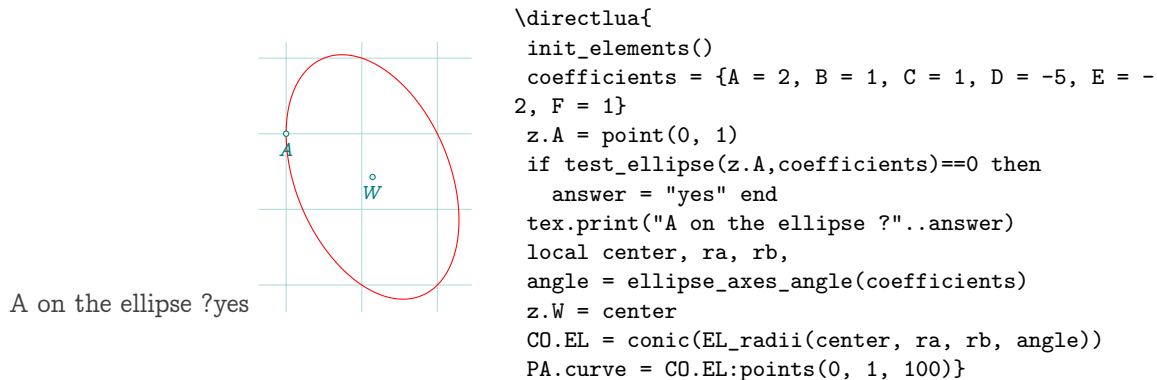 A
W
A on the ellipse ?yes
\directlua{
init_elements()
coefficients = {A = 2, B = 1, C = 1, D = -5, E = -
2, F = 1}
z.A = point(0, 1)
if test_ellipse(z.A,coefficients)==0 then
answer = "yes" end
tex.print("A on the ellipse ?"..answer)
local center, ra, rb,
angle = ellipse_axes_angle(coefficients)
z.W = center
CO.EL = conic(EL_radii(center, ra, rb, angle))
PA.curve = CO.EL:points(0, 1, 100)}